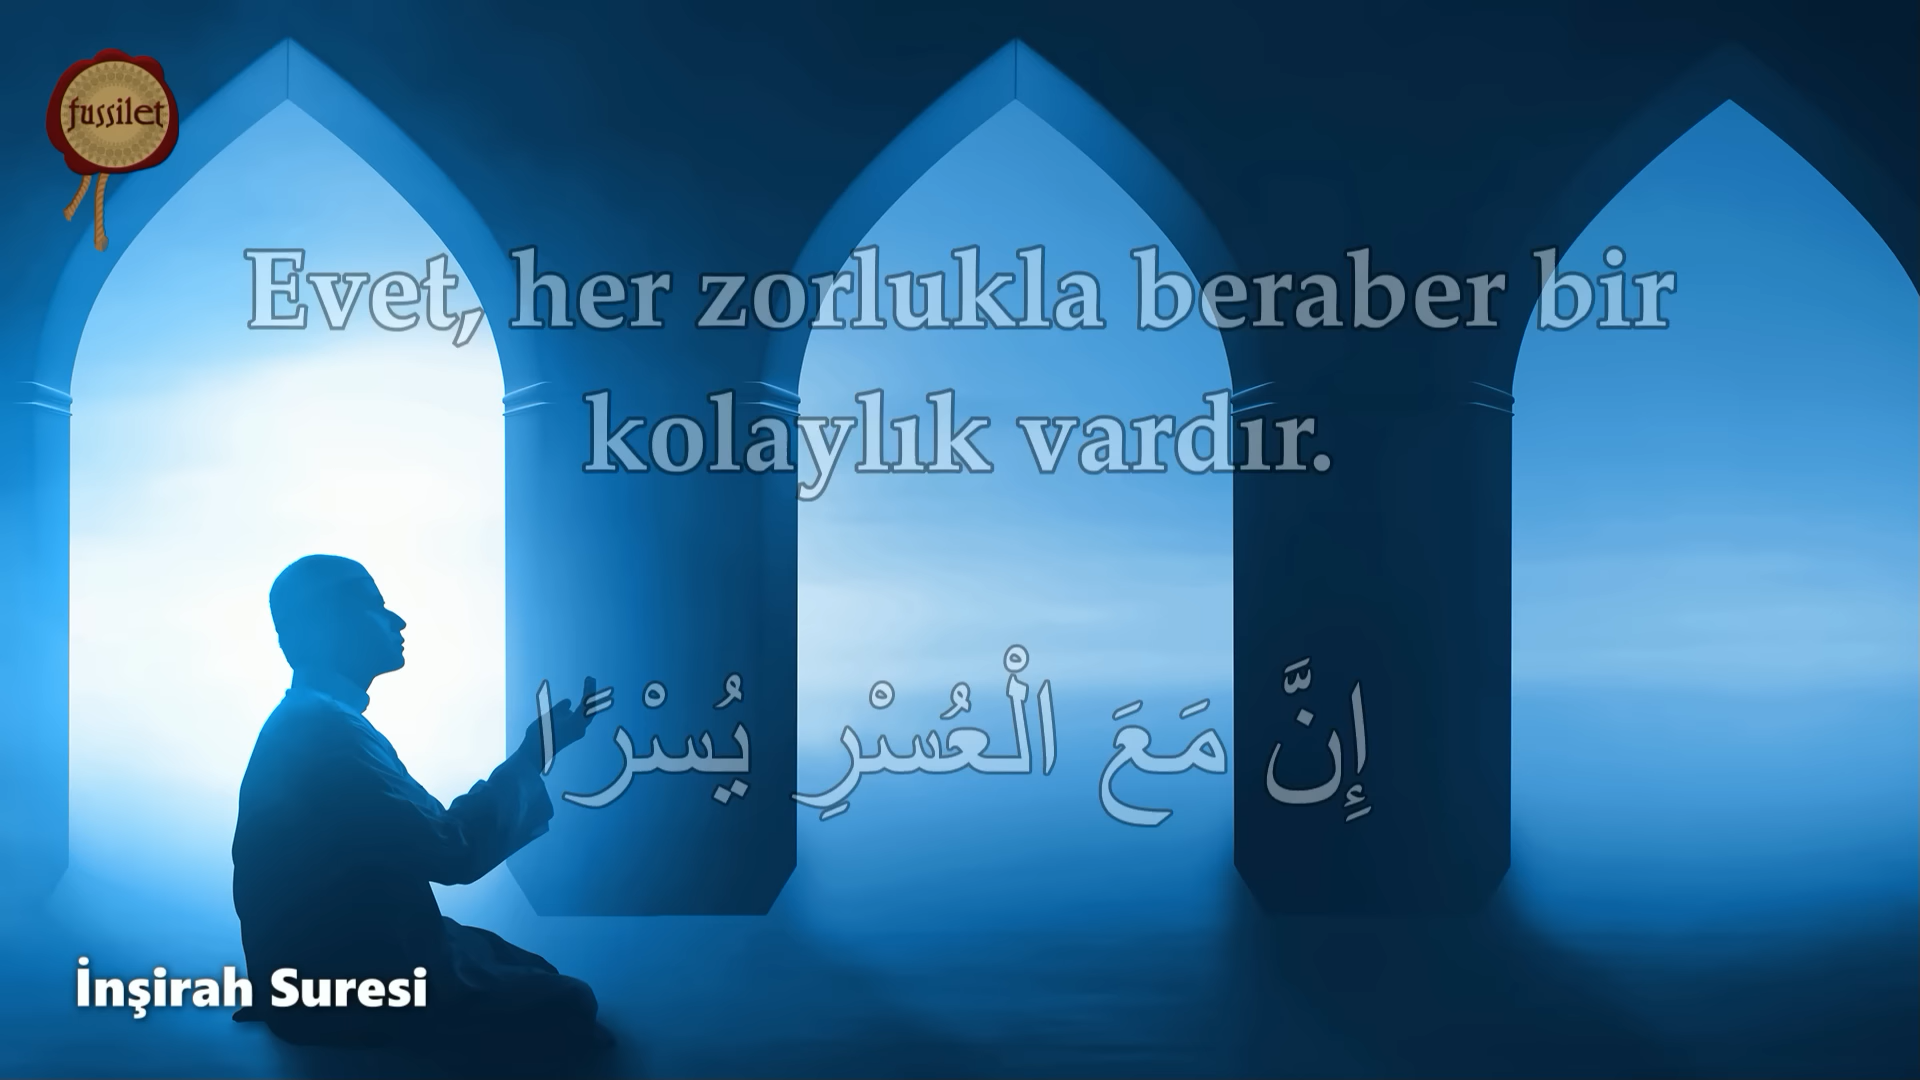 fussilet
Evet, her zorlukla beraber bir
kolaylık vardır.
إِنَّ مَعَ الْعُسْرِ يُسْرًا
İnşirah Suresi